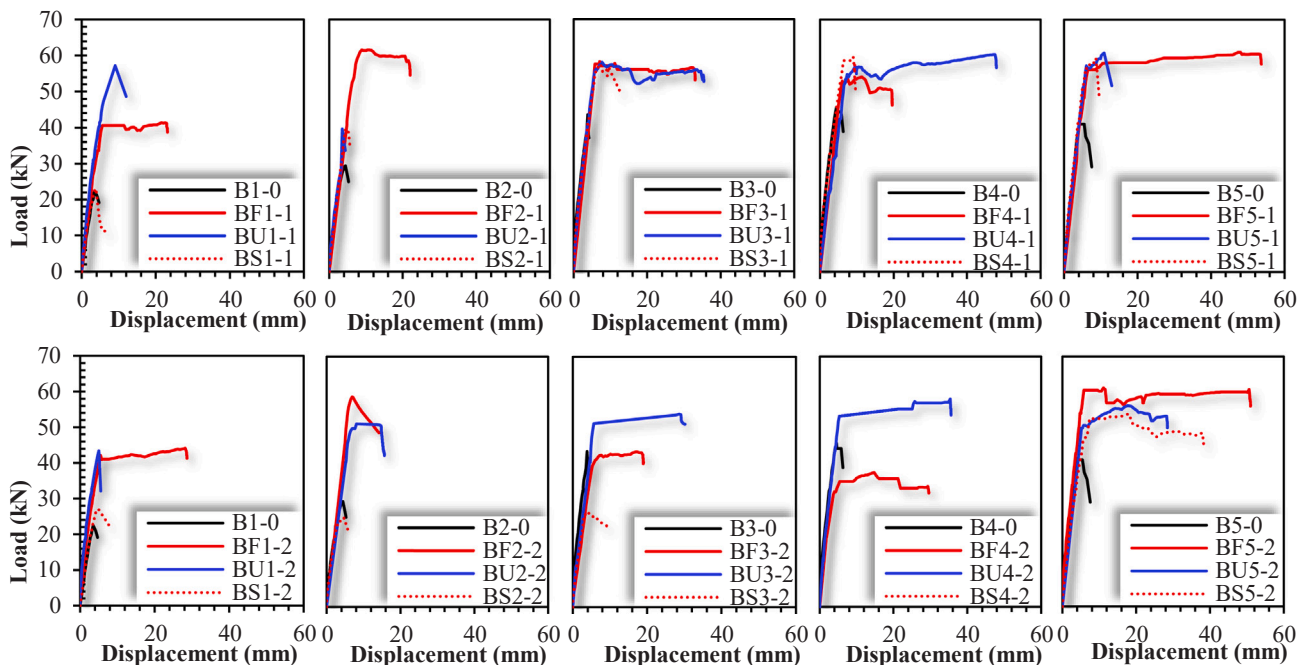 70
60
50
40
30
20
10
0
Load (kN)
B1-0
BF1-1
BU1-1
BS1-1
0 20 40 60
Displacement (mm)
B2-0
BF2-1
BU2-1
BS2-1
0 20 40 60
Displacement (mm)
B3-0
BF3-1
BU3-1
BS3-1
0 20 40 60
Displacement (mm)
B4-0
BF4-1
BU4-1
BS4-1
0 20 40 60
Displacement (mm)
B5-0
BF5-1
BU5-1
BS5-1
0 20 40 60
Displacement (mm)
70
60
50
40
30
20
10
0
Load (kN)
B1-0
BF1-2
BU1-2
BS1-2
0 20 40 60
Displacement (mm)
B2-0
BF2-2
BU2-2
BS2-2
0 20 40 60
Displacement (mm)
B3-0
BF3-2
BU3-2
BS3-2
0 20 40 60
Displacement (mm)
B4-0
BF4-2
BU4-2
BS4-2
0 20 40 60
Displacement (mm)
B5-0
BF5-2
BU5-2
BS5-2
0 20 40 60
Displacement (mm)